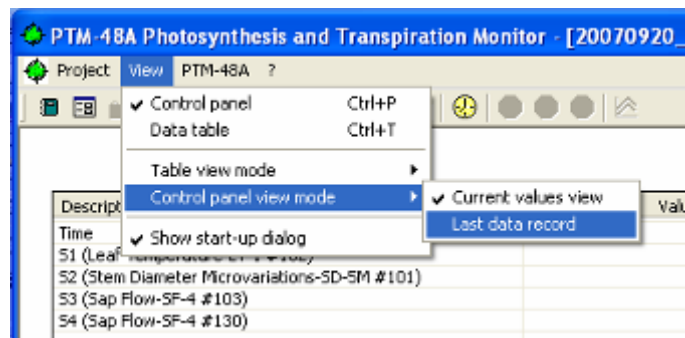 PTM-48A Photosynthesis and Transpiration Monitor - [20070920_
Project View PTM-48A ?
Control panel Ctrl+P
Data table Ctrl+T
Table view mode
Control panel view mode
Show start-up dialog
Current values view
Last data record
Descript
Valu
Time
S1 (Leaf
S2 (Stem Diameter Microvariations-SD-5M #101)
S3 (Sap Flow-SF-4 #103)
S4 (Sap Flow-SF-4 #130)